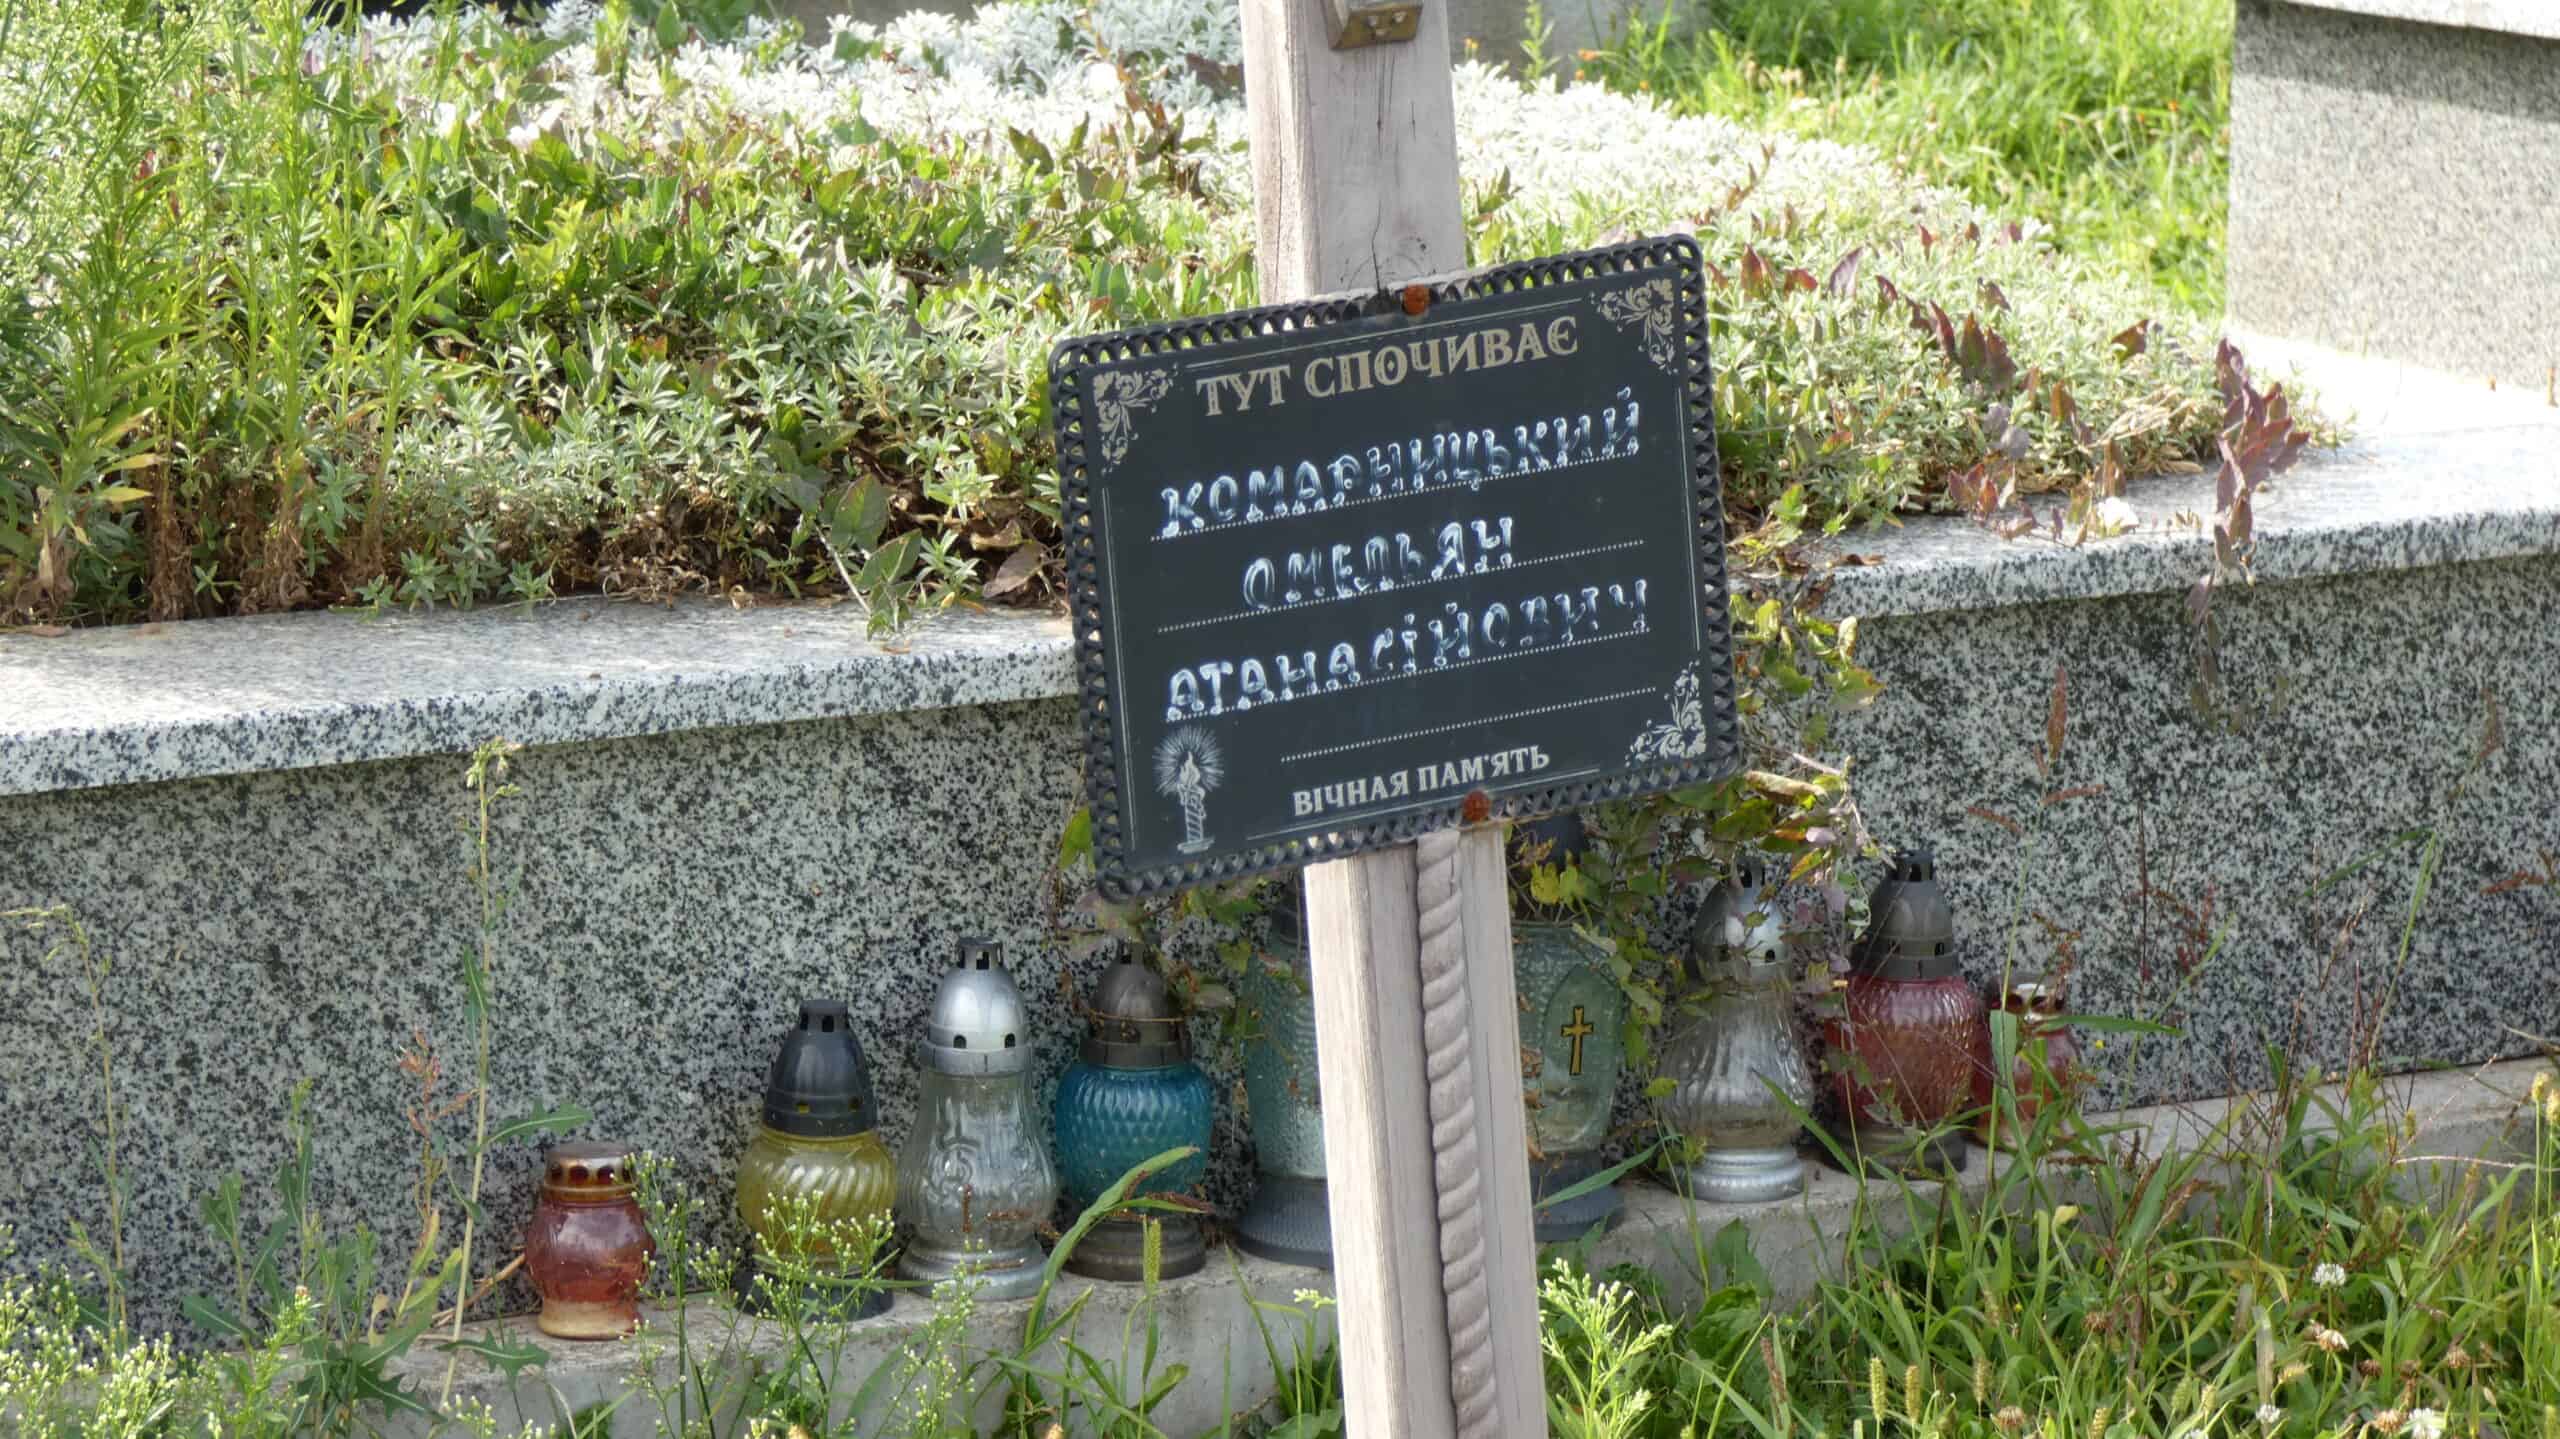 ТУТ СПОЧИВАЄ
КОМАРНИЦЬКИЙ
ОМЕЛЬЯН
АТАНАСІЙОВИЧ
ВІЧНАЯ ПАМ'ЯТЬ